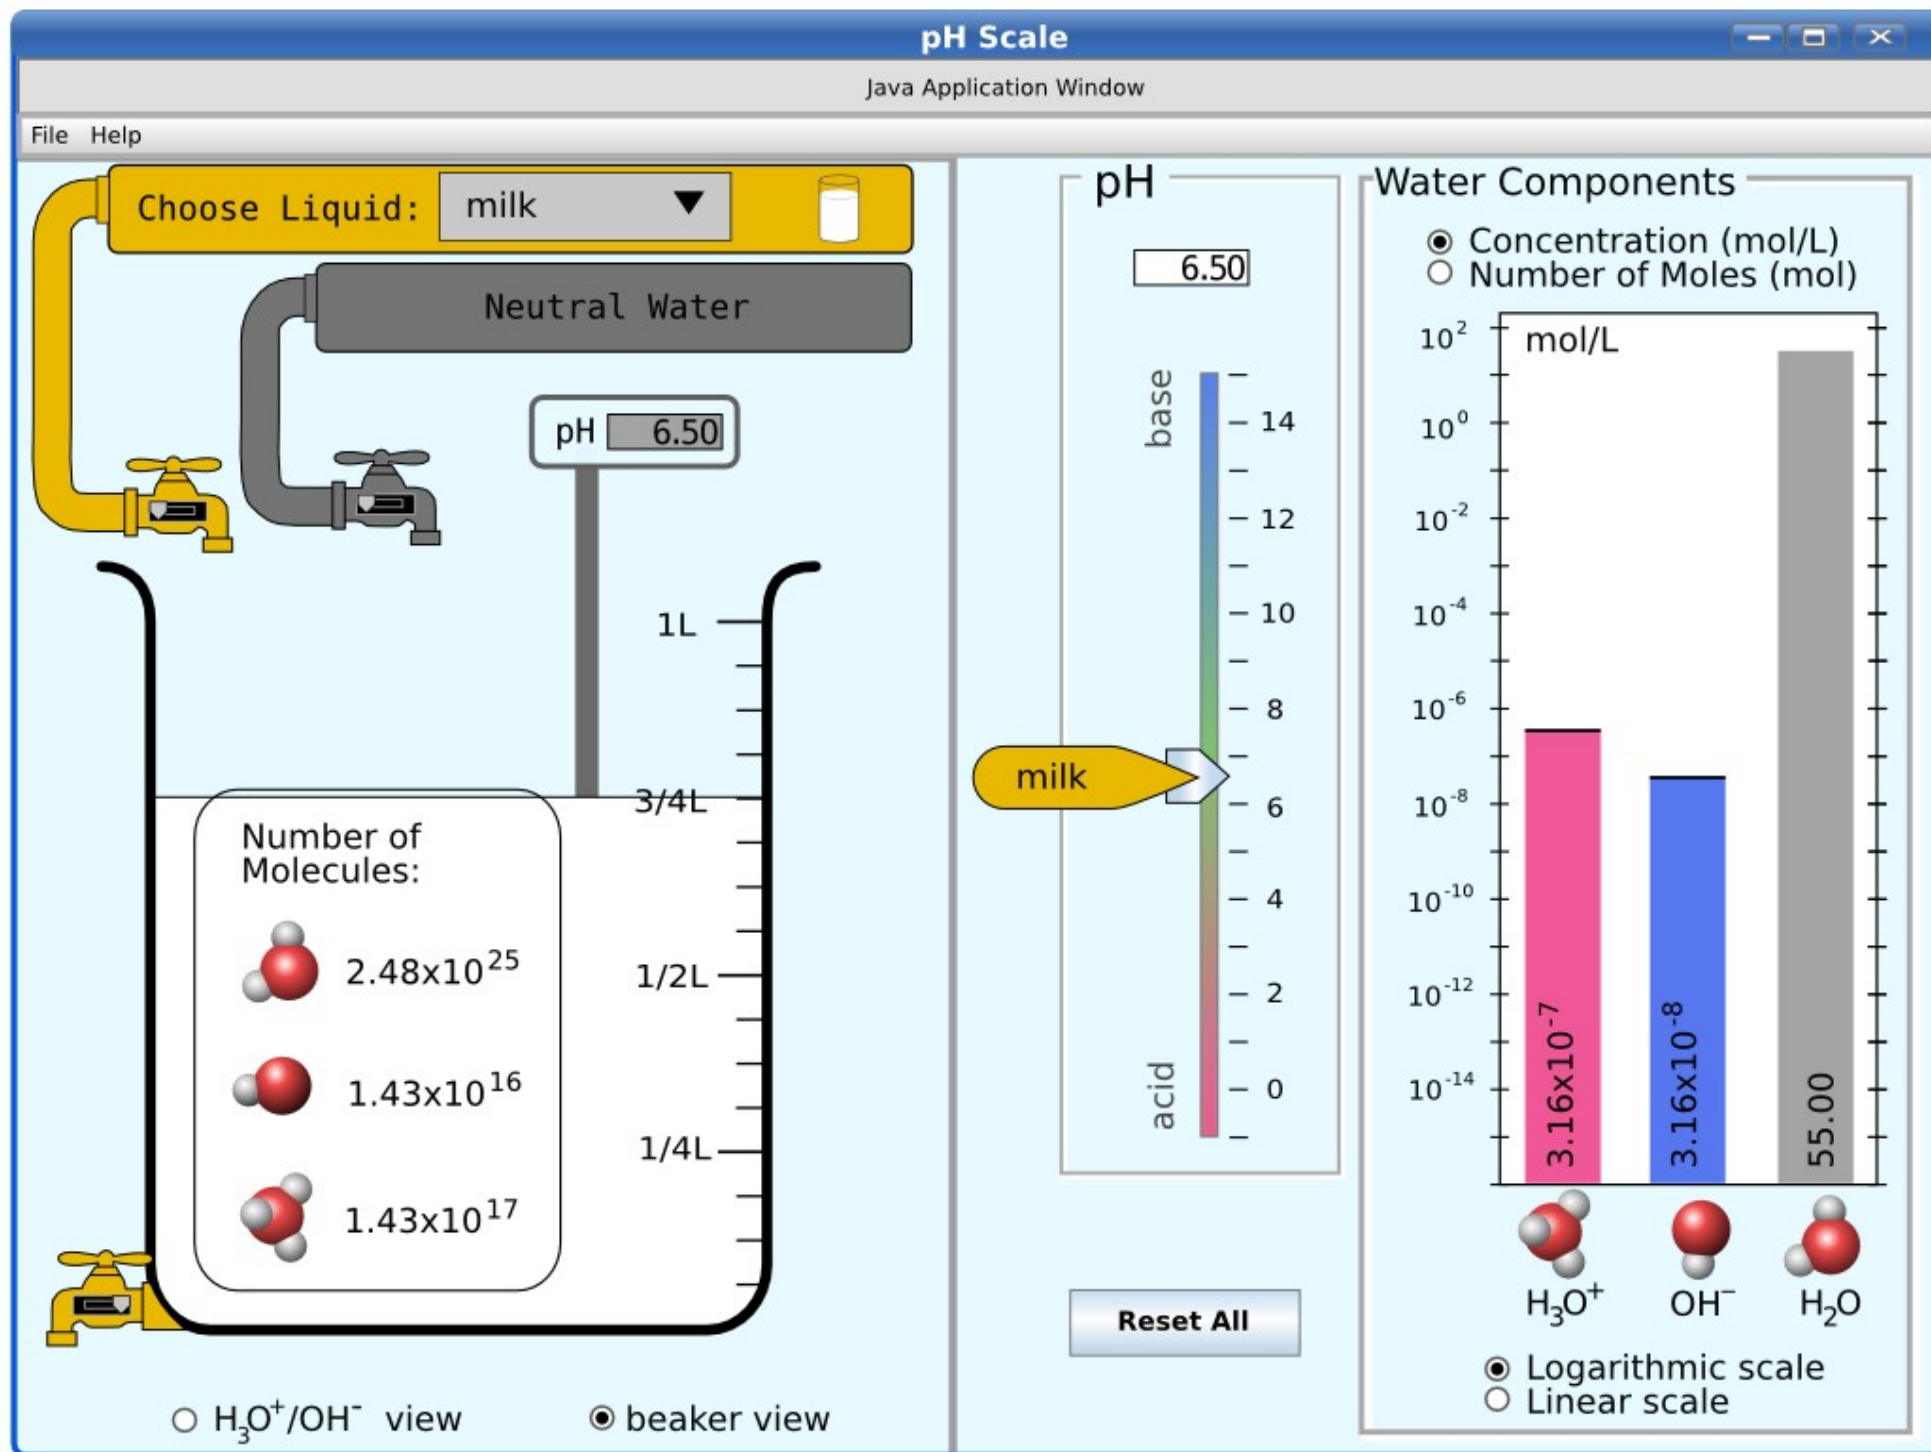 pH Scale
Java Application Window
File Help
Choose Liquid: milk
Neutral Water
pH 6.50
1L
3/4L
1/2L
1/4L
Number of
Molecules:
2.48x10^25
1.43x10^16
1.43x10^17
H₃O⁺/OH⁻ view
beaker view
pH
6.50
base
14
12
10
8
6
4
2
0
acid
milk
Reset All
Water Components
Concentration (mol/L)
Number of Moles (mol)
mol/L
10^2
10^0
10^-2
10^-4
10^-6
10^-8
10^-10
10^-12
10^-14
3.16x10^-7
3.16x10^-8
55.00
H₃O⁺
OH⁻
H₂O
Logarithmic scale
Linear scale